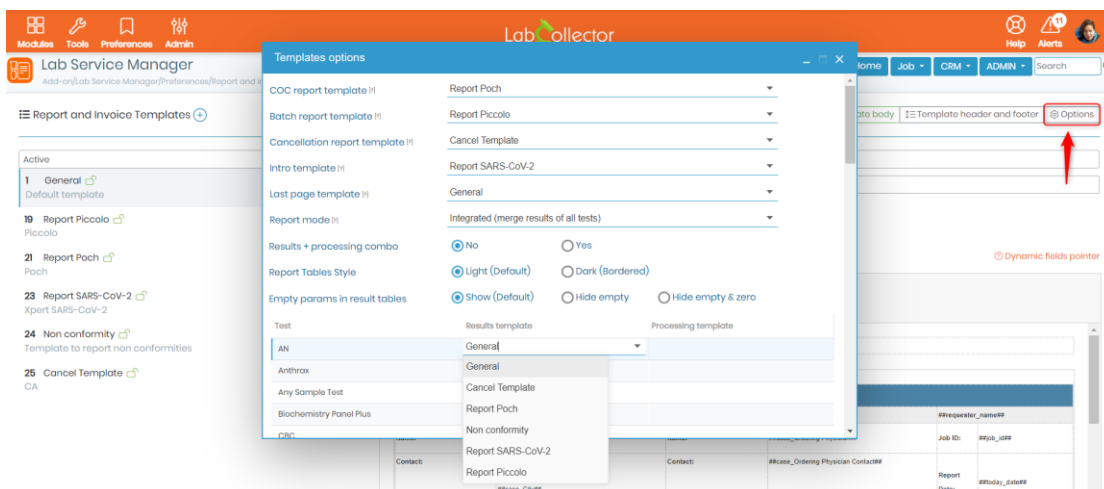 Modules Tools Preferences Admin
LabCollector
Help Alerts 11
Lab Service Manager
Add-on/Lab Service Manager/Preferences/Report and In
Home Job CRM ADMIN Search
Report and Invoice Templates
Template header and footer Options
Active
1 General
Default template
19 Report Piccolo
Piccolo
21 Report Poch
Poch
23 Report SARS-CoV-2
Xpert SARS-CoV-2
24 Non conformity
Template to report non conformities
25 Cancel Template
CA
Templates options
COC report template [?] Report Poch
Batch report template [?] Report Piccolo
Cancellation report template [?] Cancel Template
Intro template [?] Report SARS-CoV-2
Last page template [?] General
Report mode [?] Integrated (merge results of all tests)
Results + processing combo No Yes
Report Tables Style Light (Default) Dark (Bordered)
Empty params in result tables Show (Default) Hide empty Hide empty & zero
Test Results template Processing template
AN General
Anthrax General
Any Sample Test Cancel Template
Biochemistry Panel Plus Report Poch
CBC Non conformity
Report SARS-CoV-2
Report Piccolo
Dynamic fields pointer
##requester_name##
Job ID: ##job_id##
Contact: Contact: ##case_Ordering Physician Contact##
Report
##today_date##